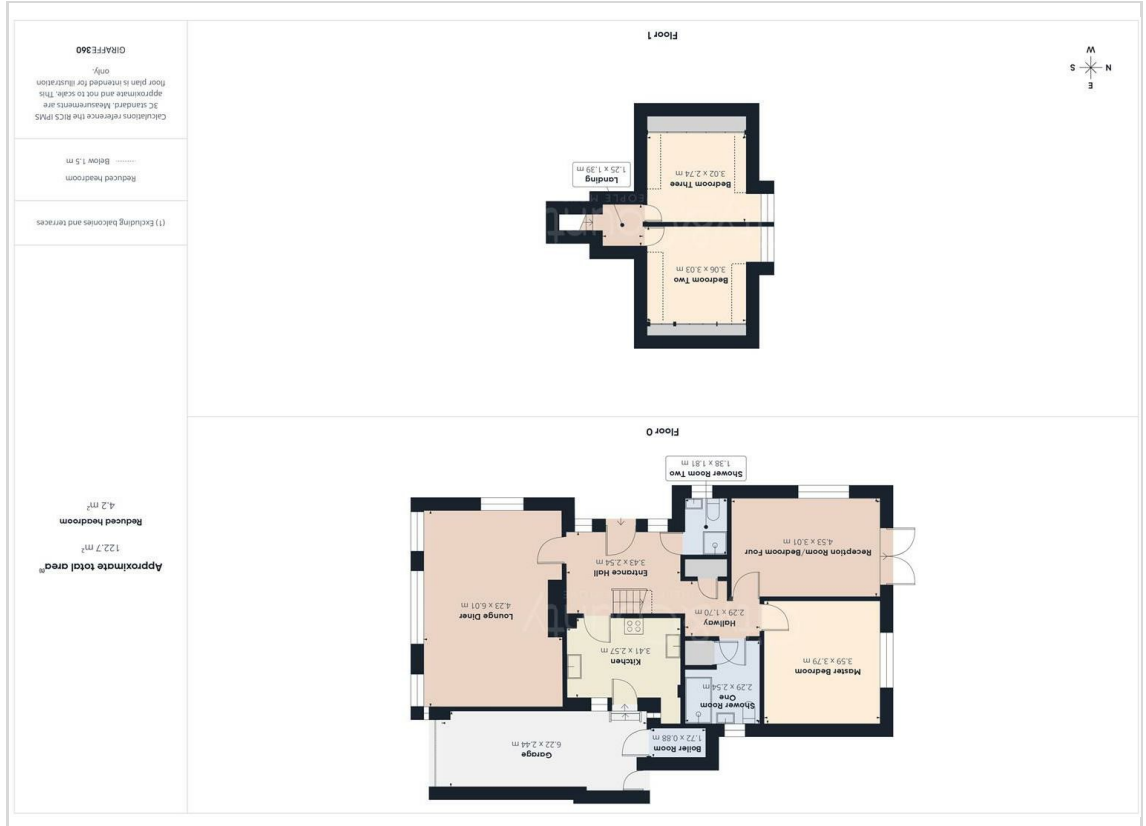 Boiler Room
1.72 x 0.88 m
Garage
6.22 x 2.44 m
Master Bedroom
3.59 x 3.79 m
Shower Room
One
2.29 x 2.54 m
Kitchen
3.41 x 2.57 m
Lounge Diner
4.23 x 6.01 m
Hallway
2.29 x 1.70 m
Reception Room/Bedroom Four
4.53 x 3.01 m
Entrance Hall
3.43 x 2.54 m
Shower Room Two
1.38 x 1.81 m
Floor 0
Bedroom Two
3.06 x 3.03 m
Bedroom Three
3.02 x 2.74 m
Landing
1.25 x 1.39 m
Floor 1
E
N
S
W
Approximate total area(1)
122.7 m²
Reduced headroom
4.2 m²
(1) Excluding balconies and terraces
Reduced headroom
Below 1.5 m
Calculations reference the RICS IPMS
3C standard. Measurements are
approximate and not to scale. This
floor plan is intended for illustration
only.
GIRAFFE360